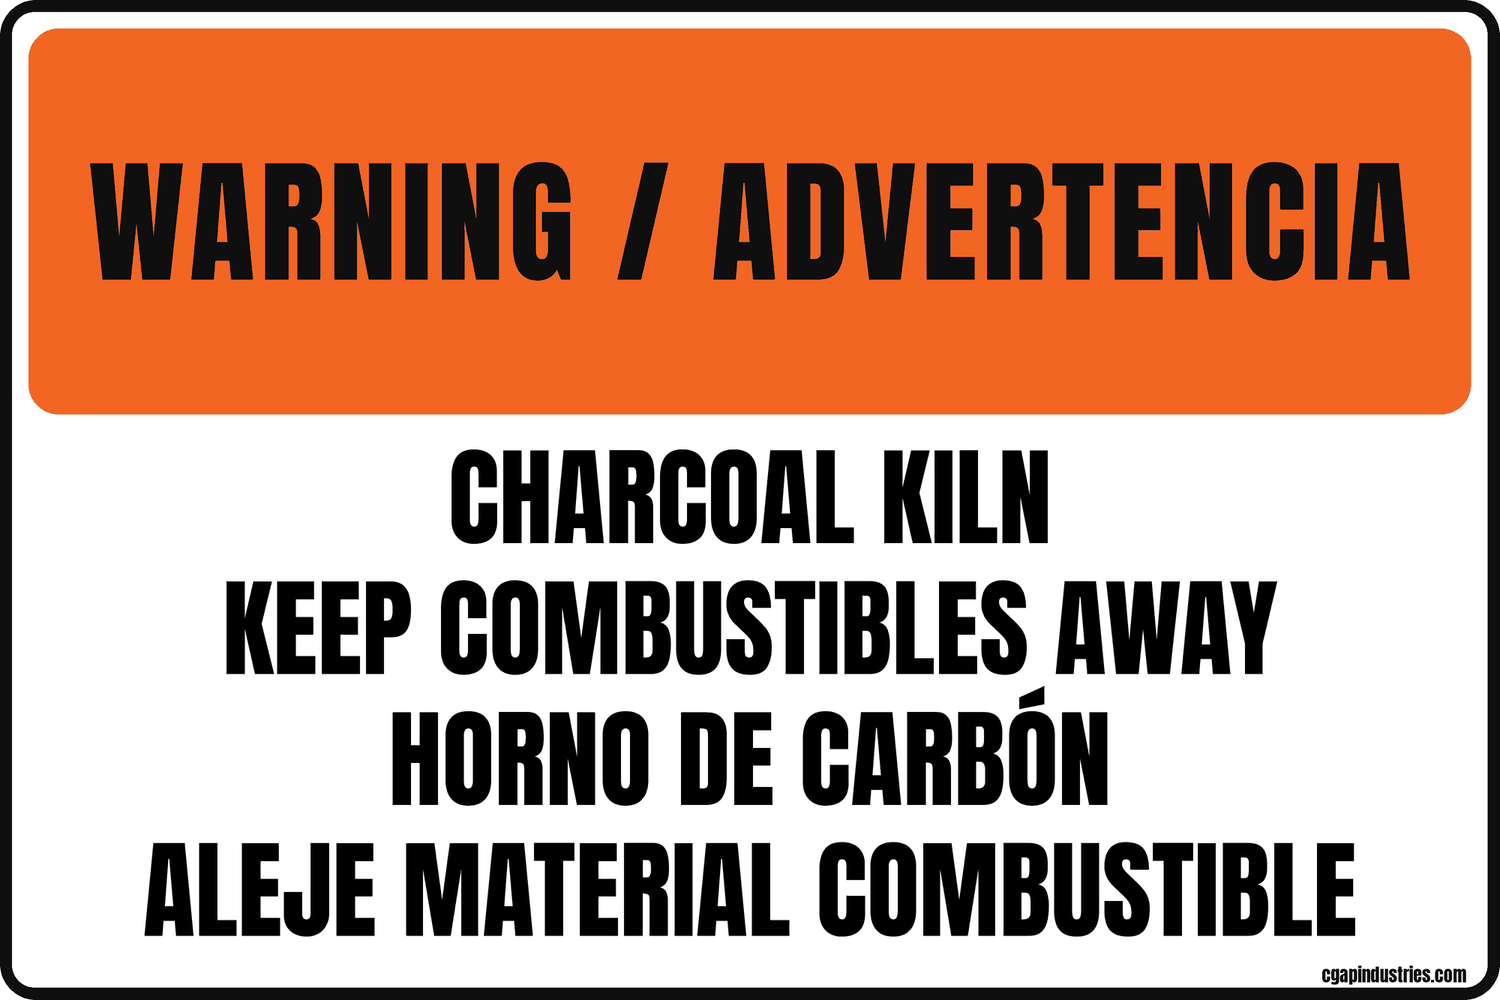 WARNING / ADVERTENCIA
CHARCOAL KILN
KEEP COMBUSTIBLES AWAY
HORNO DE CARBÓN
ALEJE MATERIAL COMBUSTIBLE
cgapindustries.com